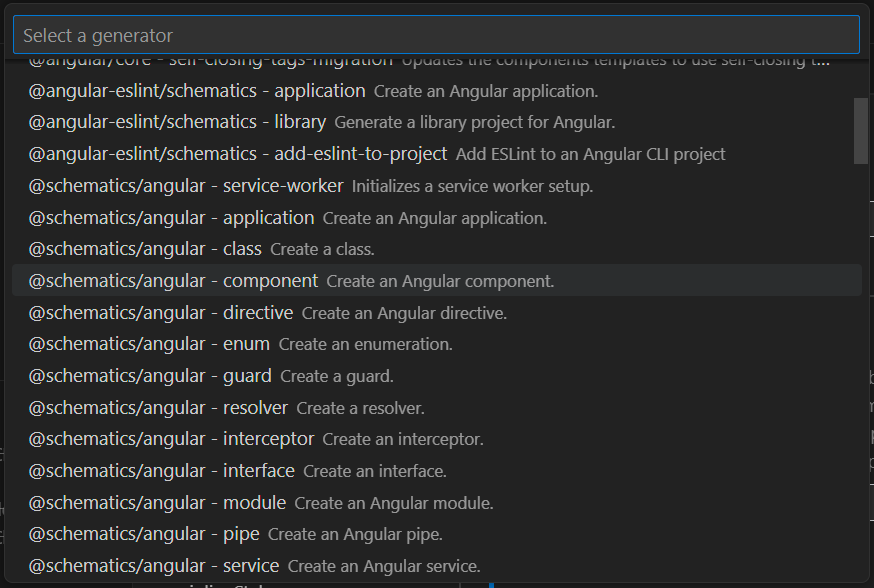 Select a generator
@angular/core - self-closing-tags-migration Updates the components templates to use self-closing t...
@angular-eslint/schematics - application Create an Angular application.
@angular-eslint/schematics - library Generate a library project for Angular.
@angular-eslint/schematics - add-eslint-to-project Add ESLint to an Angular CLI project
@schematics/angular - service-worker Initializes a service worker setup.
@schematics/angular - application Create an Angular application.
@schematics/angular - class Create a class.
@schematics/angular - component Create an Angular component.
@schematics/angular - directive Create an Angular directive.
@schematics/angular - enum Create an enumeration.
@schematics/angular - guard Create a guard.
@schematics/angular - resolver Create a resolver.
@schematics/angular - interceptor Create an interceptor.
@schematics/angular - interface Create an interface.
@schematics/angular - module Create an Angular module.
@schematics/angular - pipe Create an Angular pipe.
@schematics/angular - service Create an Angular service.